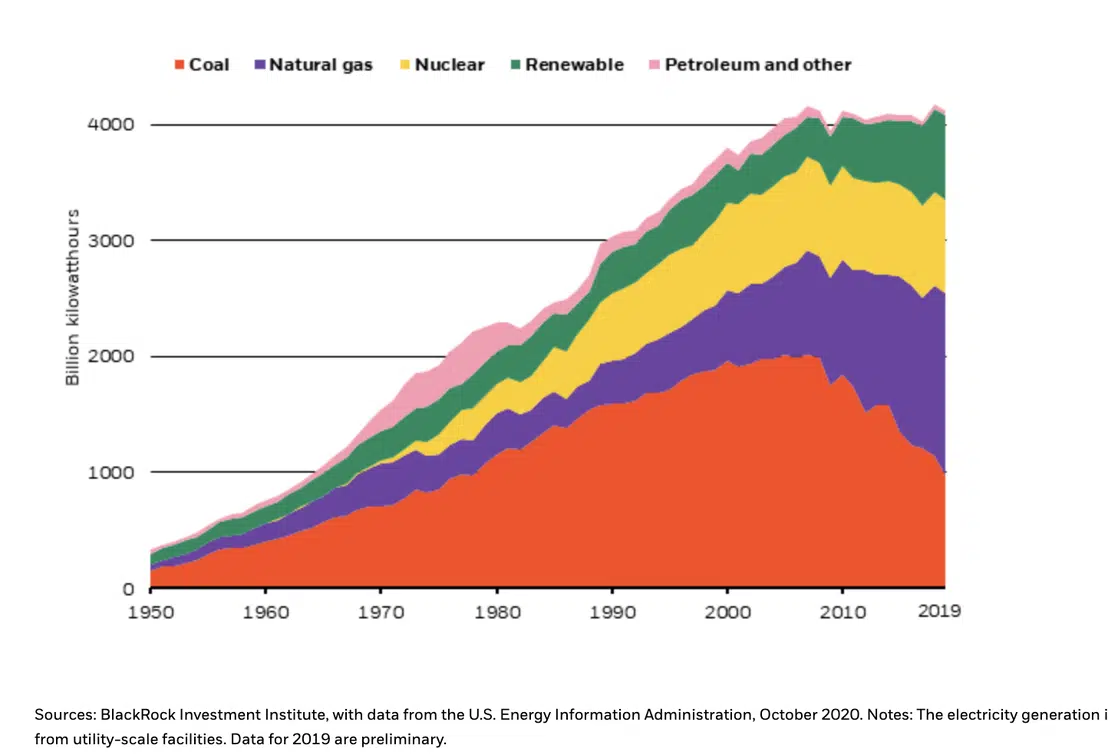 Coal Natural gas Nuclear Renewable Petroleum and other
4000
3000
2000
1000
0
Billion kilowatthours
1950 1960 1970 1980 1990 2000 2010 2019
Sources: BlackRock Investment Institute, with data from the U.S. Energy Information Administration, October 2020. Notes: The electricity generation i
from utility-scale facilities. Data for 2019 are preliminary.